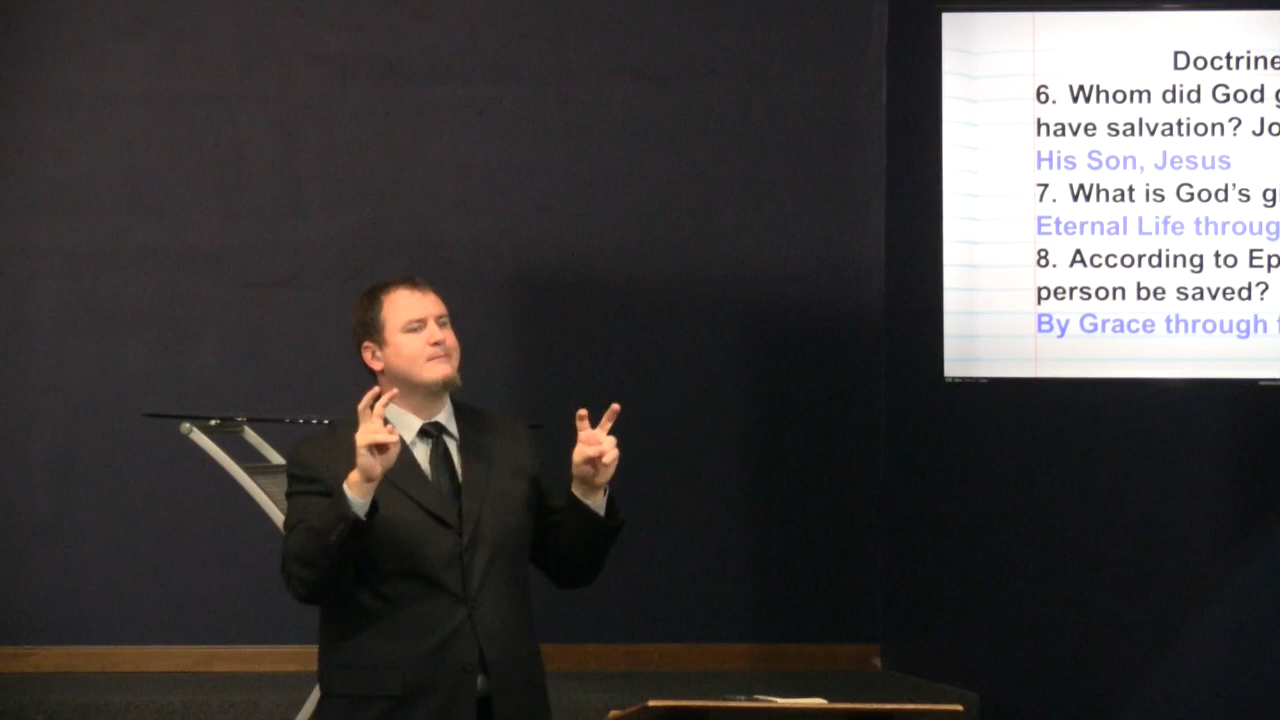 Doctrine
6. Whom did God g
have salvation? Jo
His Son, Jesus
7. What is God's gi
Eternal Life throug
8. According to Ep
person be saved?
By Grace through f